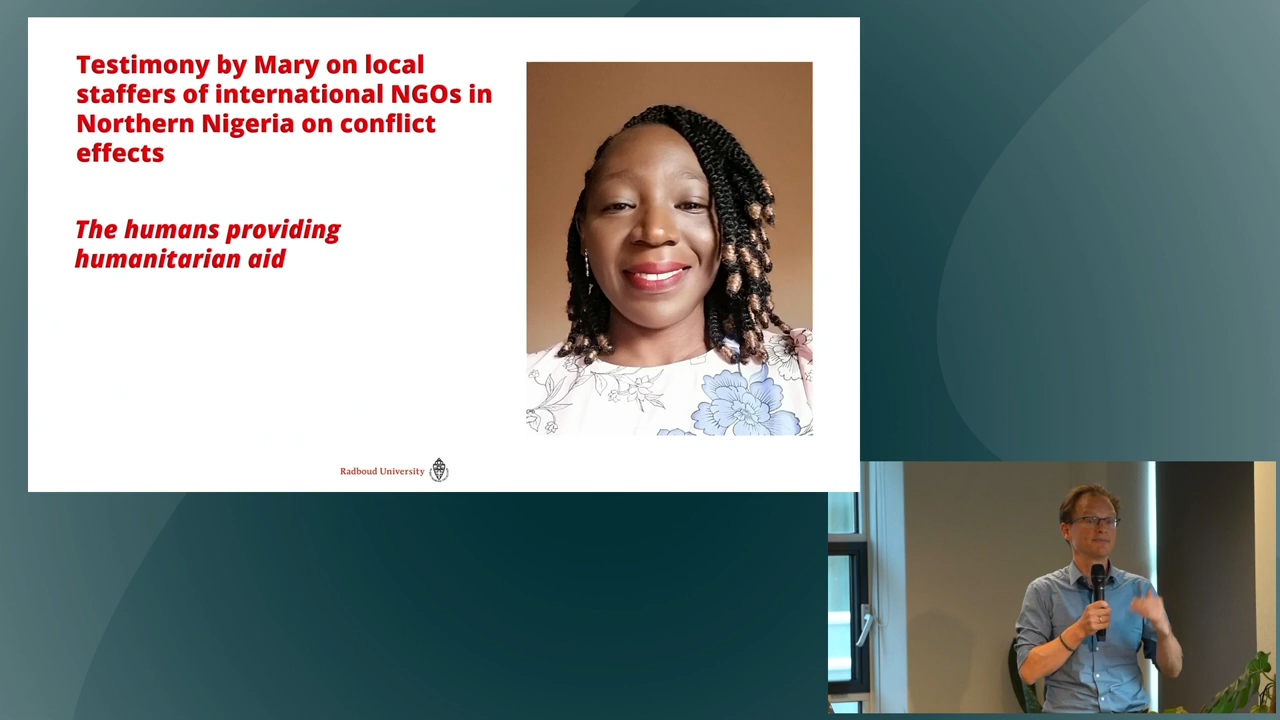 Testimony by Mary on local
staffers of international NGOs in
Northern Nigeria on conflict
effects
The humans providing
humanitarian aid
Radboud University